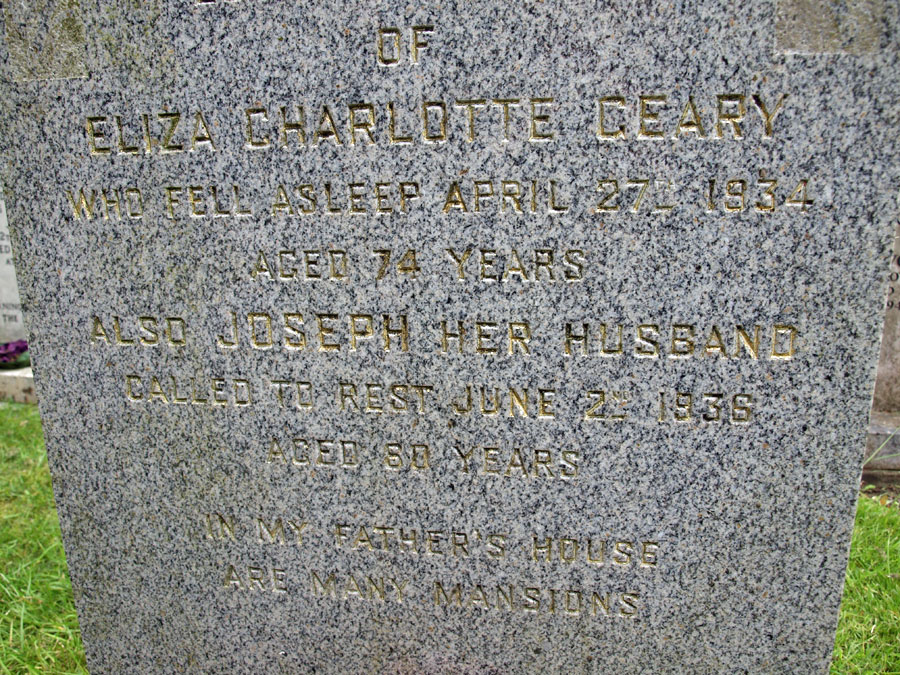 OF
ELIZA CHARLOTTE GEARY
WHO FELL ASLEEP APRIL 27TH 1934
AGED 74 YEARS
ALSO JOSEPH HER HUSBAND
CALLED TO REST JUNE 2ND 1936
AGED 80 YEARS
IN MY FATHER'S HOUSE
ARE MANY MANSIONS